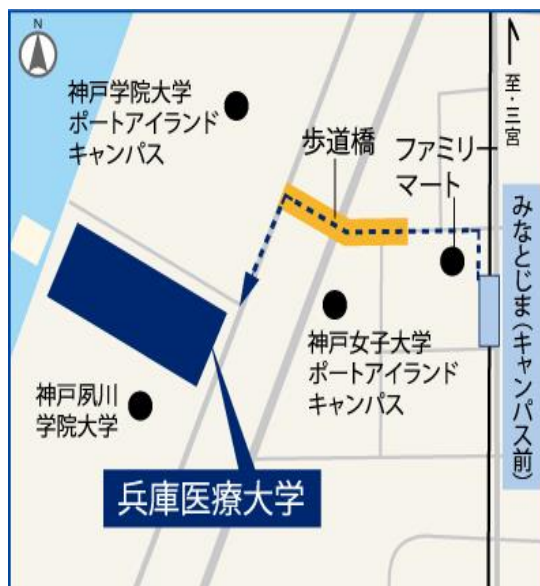 神戸学院大学
ポートアイランド
キャンパス
歩道橋
ファミリー
マート
至・三宮
みなとじま(キャンパス前)
神戸女子大学
ポートアイランド
キャンパス
神戸夙川
学院大学
兵庫医療大学